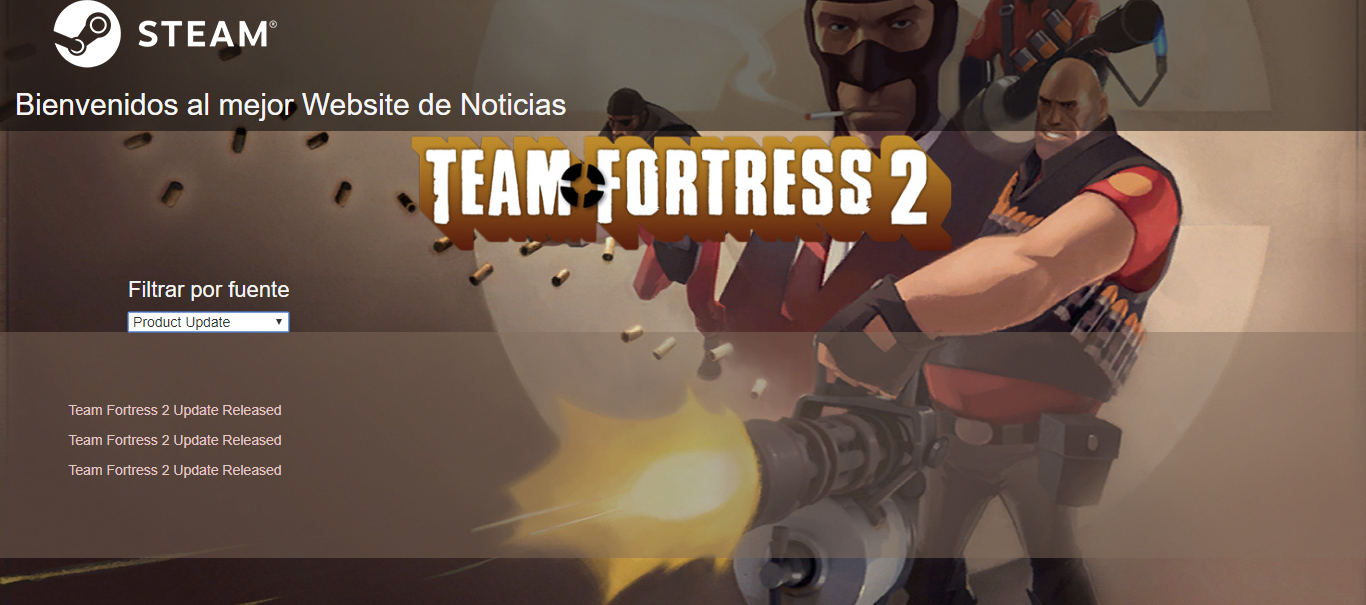 STEAM®
Bienvenidos al mejor Website de Noticias
TEAM FORTRESS 2
Filtrar por fuente
Product Update
Team Fortress 2 Update Released
Team Fortress 2 Update Released
Team Fortress 2 Update Released